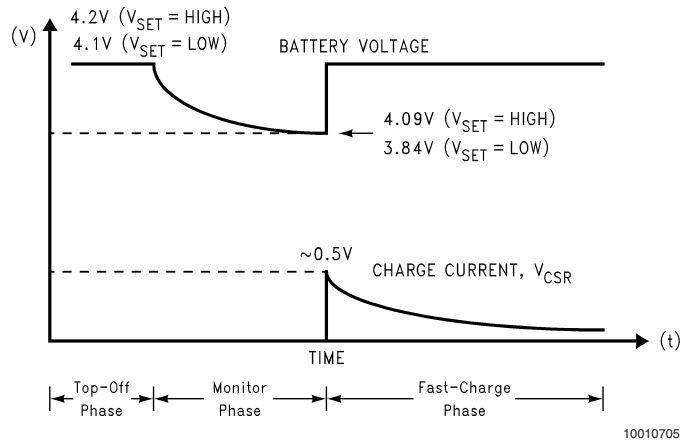 4.2V (VSET = HIGH)
(V)
4.1V (VSET = LOW)
BATTERY VOLTAGE
4.09V (VSET = HIGH)
3.84V (VSET = LOW)
~0.5V
CHARGE CURRENT, VCSR
(t)
TIME
Top-Off
Phase
Monitor
Phase
Fast-Charge
Phase
10010705